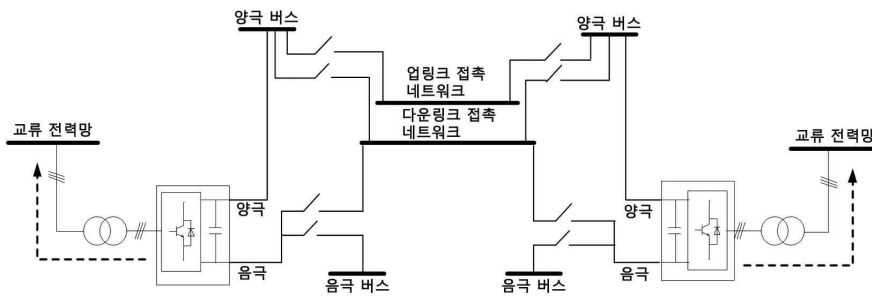 양극 버스
양극 버스
업링크 접촉
네트워크
다운링크 접촉
네트워크
교류 전력망
교류 전력망
양극
양극
음극
음극
음극 버스
음극 버스